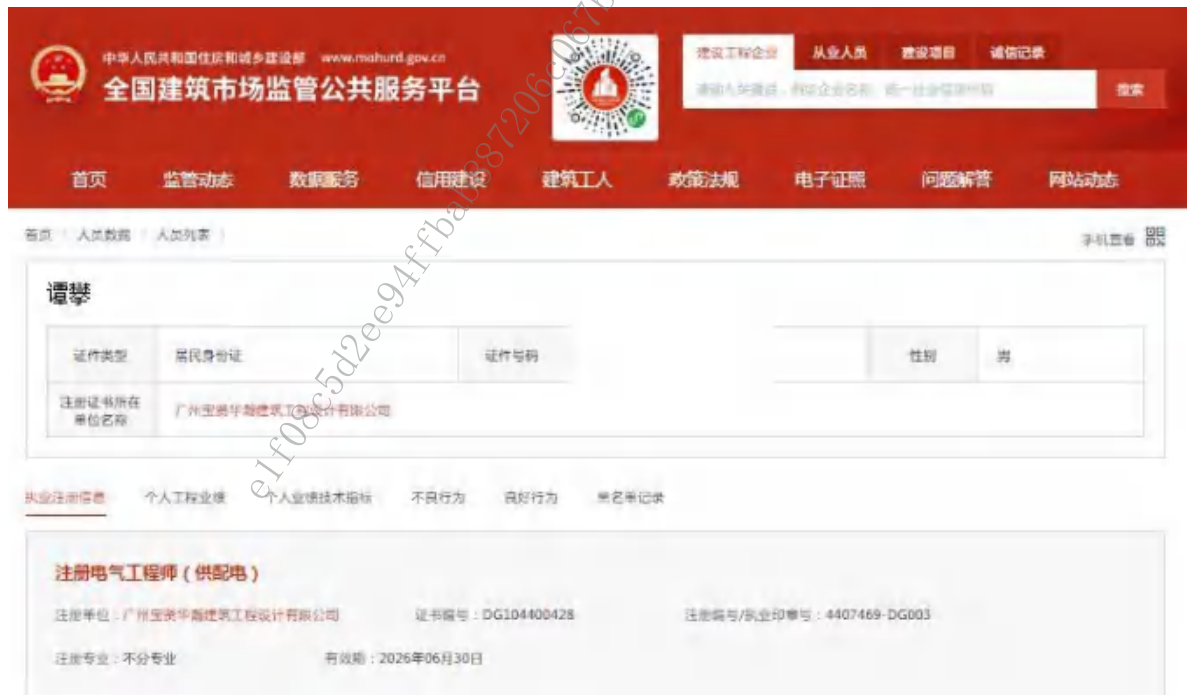 中华人民共和国住房和城乡建设部 www.mohurd.gov.cn
全国建筑市场监管公共服务平台
建设工程企业 从业人员 建设项目 诚信记录
搜索
首页 监管动态 数据服务 信用建设 建筑工人 政策法规 电子证照 问题解答 网站动态
首页 人员数据 人员列表
手机查看
谭攀
证件类型 居民身份证 证件号码 性别 男
注册证书所在
单位名称
建筑工程设计有限公司
执业注册信息 个人工程业绩 个人业绩技术指标 不良行为 良好行为 黑名单记录
注册电气工程师（供配电）
注册单位：建筑工程设计有限公司 证书编号：DG104400428 注册编号/执业印章号：4407469-DG003
注册专业：不分专业 有效期：2026年06月30日